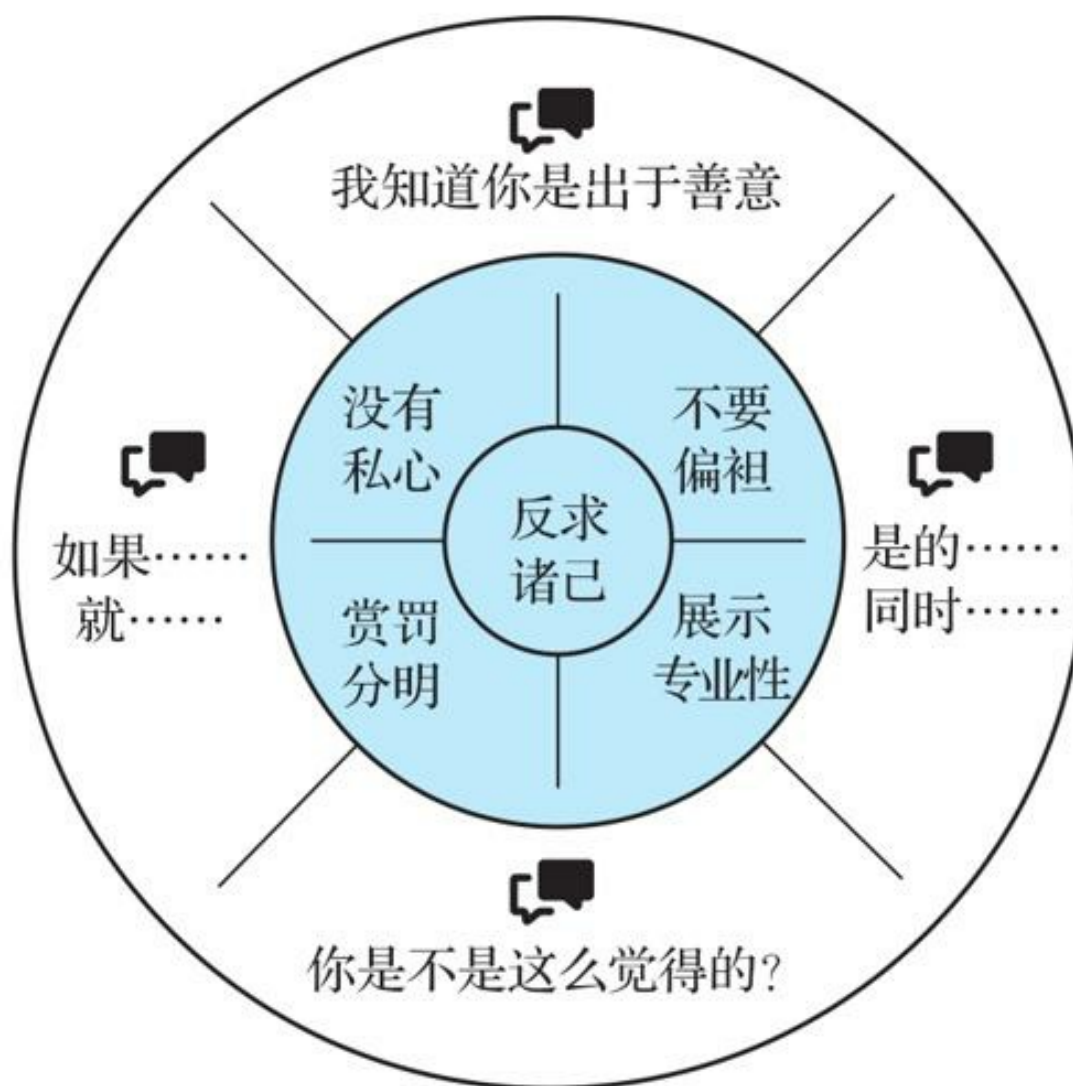 我知道你是出于善意
没有
私心
不要
偏袒
反求
诸己
如果……
就……
是的……
同时……
赏罚
分明
展示
专业性
你是不是这么觉得的？